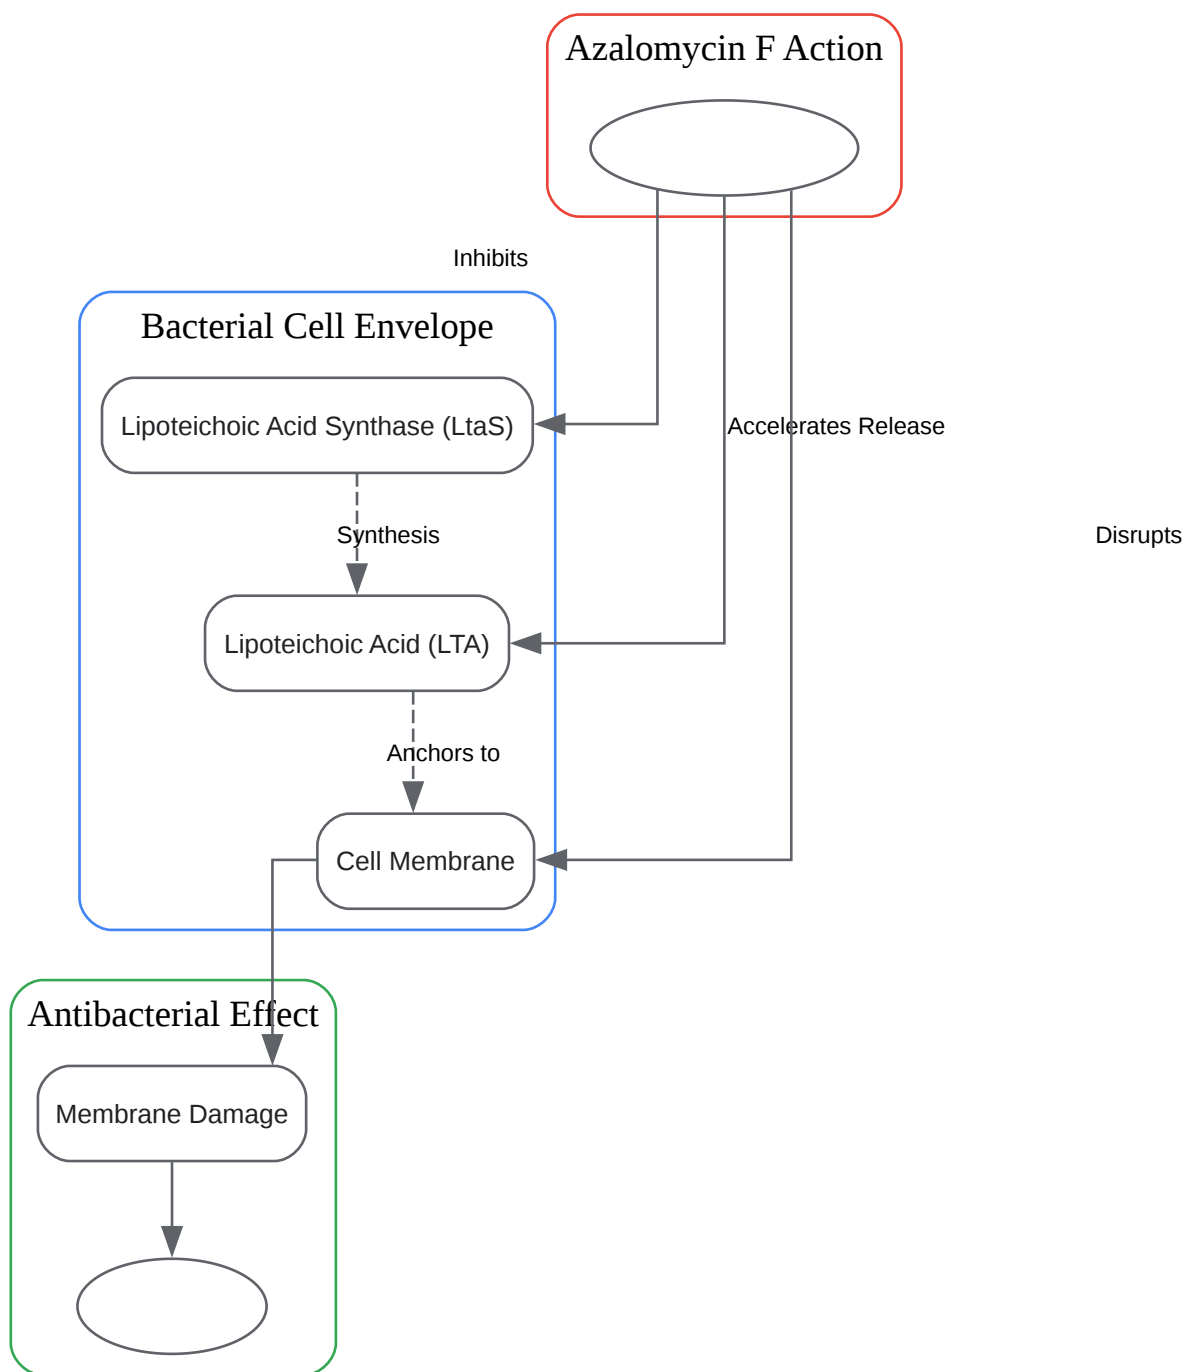 Azalomycin F Action
Inhibits
Bacterial Cell Envelope
Lipoteichoic Acid Synthase (LtaS)
Accelerates Release
Synthesis
Disrupts
Lipoteichoic Acid (LTA)
Anchors to
Cell Membrane
Antibacterial Effect
Membrane Damage